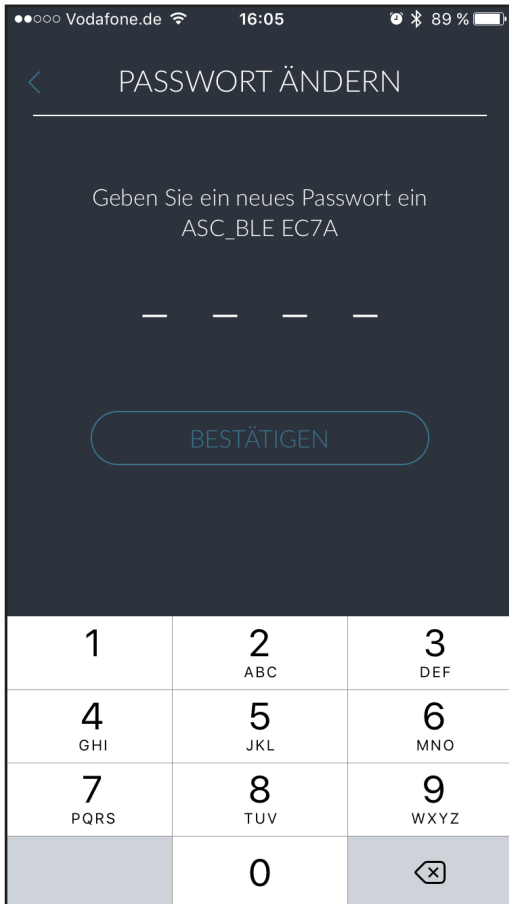 Vodafone.de 16:05 89 %
PASSWORT ÄNDERN
Geben Sie ein neues Passwort ein
ASC_BLE EC7A
BESTÄTIGEN
1 2 3
ABC DEF
4 5 6
GHI JKL MNO
7 8 9
PQRS TUV WXYZ
0